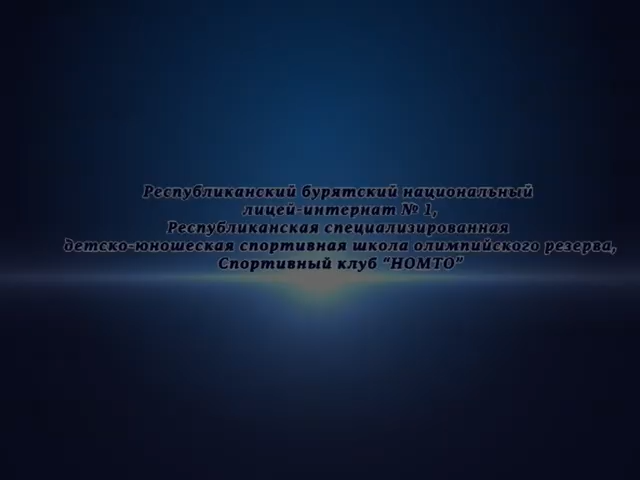 Республиканский бурятский национальный
лицей-интернат № 1,
Республиканская специализированная
детско-юношеская спортивная школа олимпийского резерва,
Спортивный клуб “НОМТО”